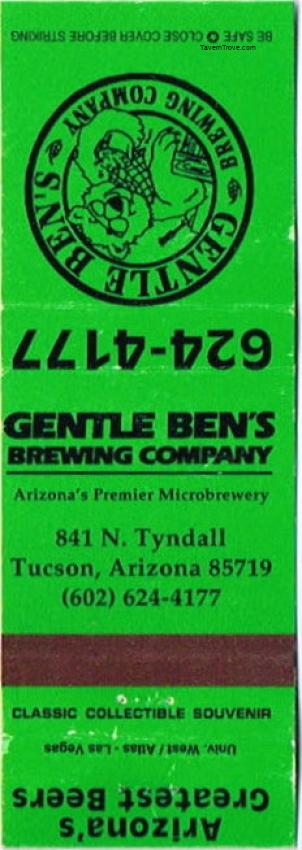 BE SAFE CLOSE COVER BEFORE STRIKING
TavernTrove.com
GENTLE BEN'S
BREWING COMPANY
624-4177
GENTLE BEN'S
BREWING COMPANY
Arizona's Premier Microbrewery
841 N. Tyndall
Tucson, Arizona 85719
(602) 624-4177
CLASSIC COLLECTIBLE SOUVENIR
Univ. West / Atlas - Las Vegas
Arizona's
Greatest Beers